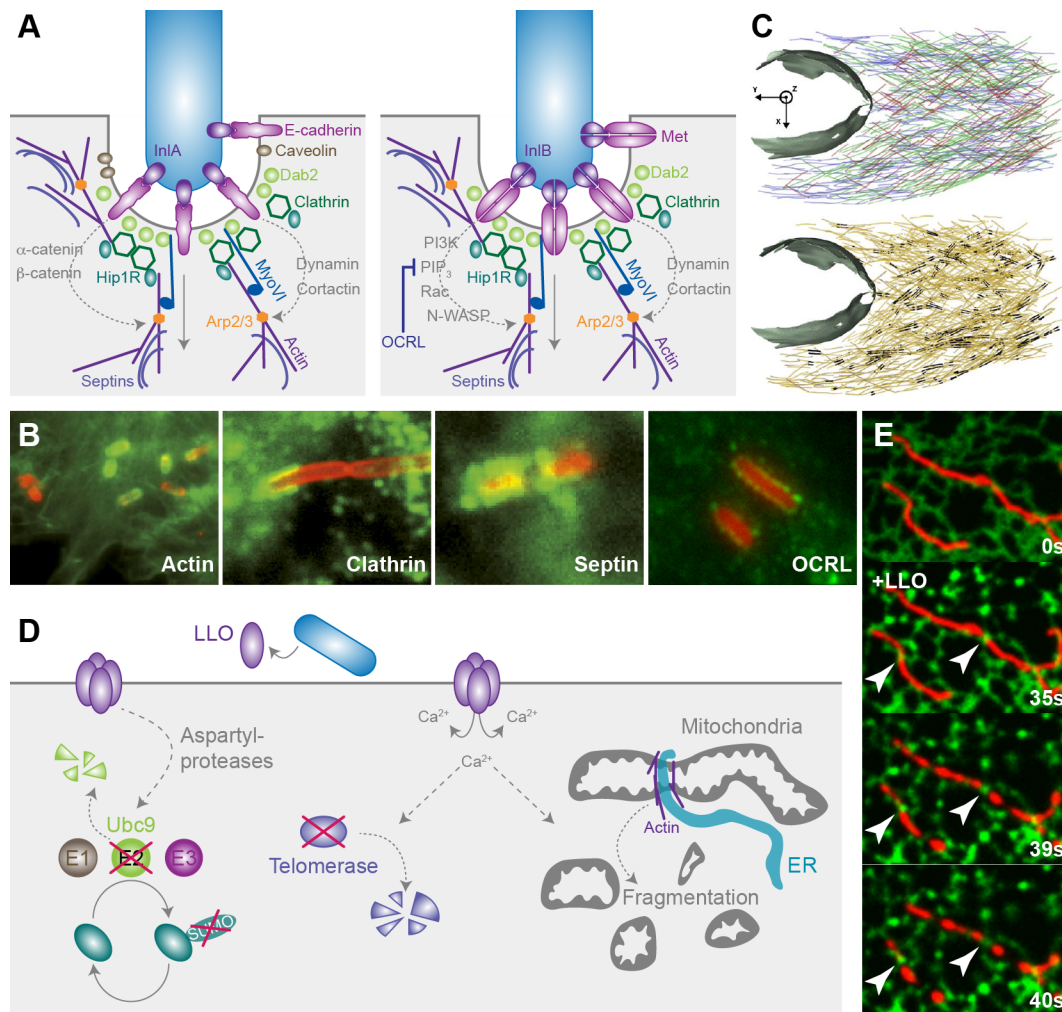 A
InlA
E-cadherin
Caveolin
Dab2
Clathrin
α-catenin
β-catenin
Hip1R
MyoVI
Dynamin
Cortactin
Arp2/3
Actin
Septins
InlB
Met
Dab2
Clathrin
PI3K
PIP3
Rac
N-WASP
OCRL
Hip1R
MyoVI
Dynamin
Cortactin
Arp2/3
Actin
Septins
C
Y
Z
X
B
Actin
Clathrin
Septin
OCRL
D
LLO
Aspartyl-
proteases
Ubc9
E1
E2
E3
SUMO
Ca2+
Ca2+
Ca2+
Telomerase
Mitochondria
Actin
ER
Fragmentation
E
0s
+LLO
35s
39s
40s